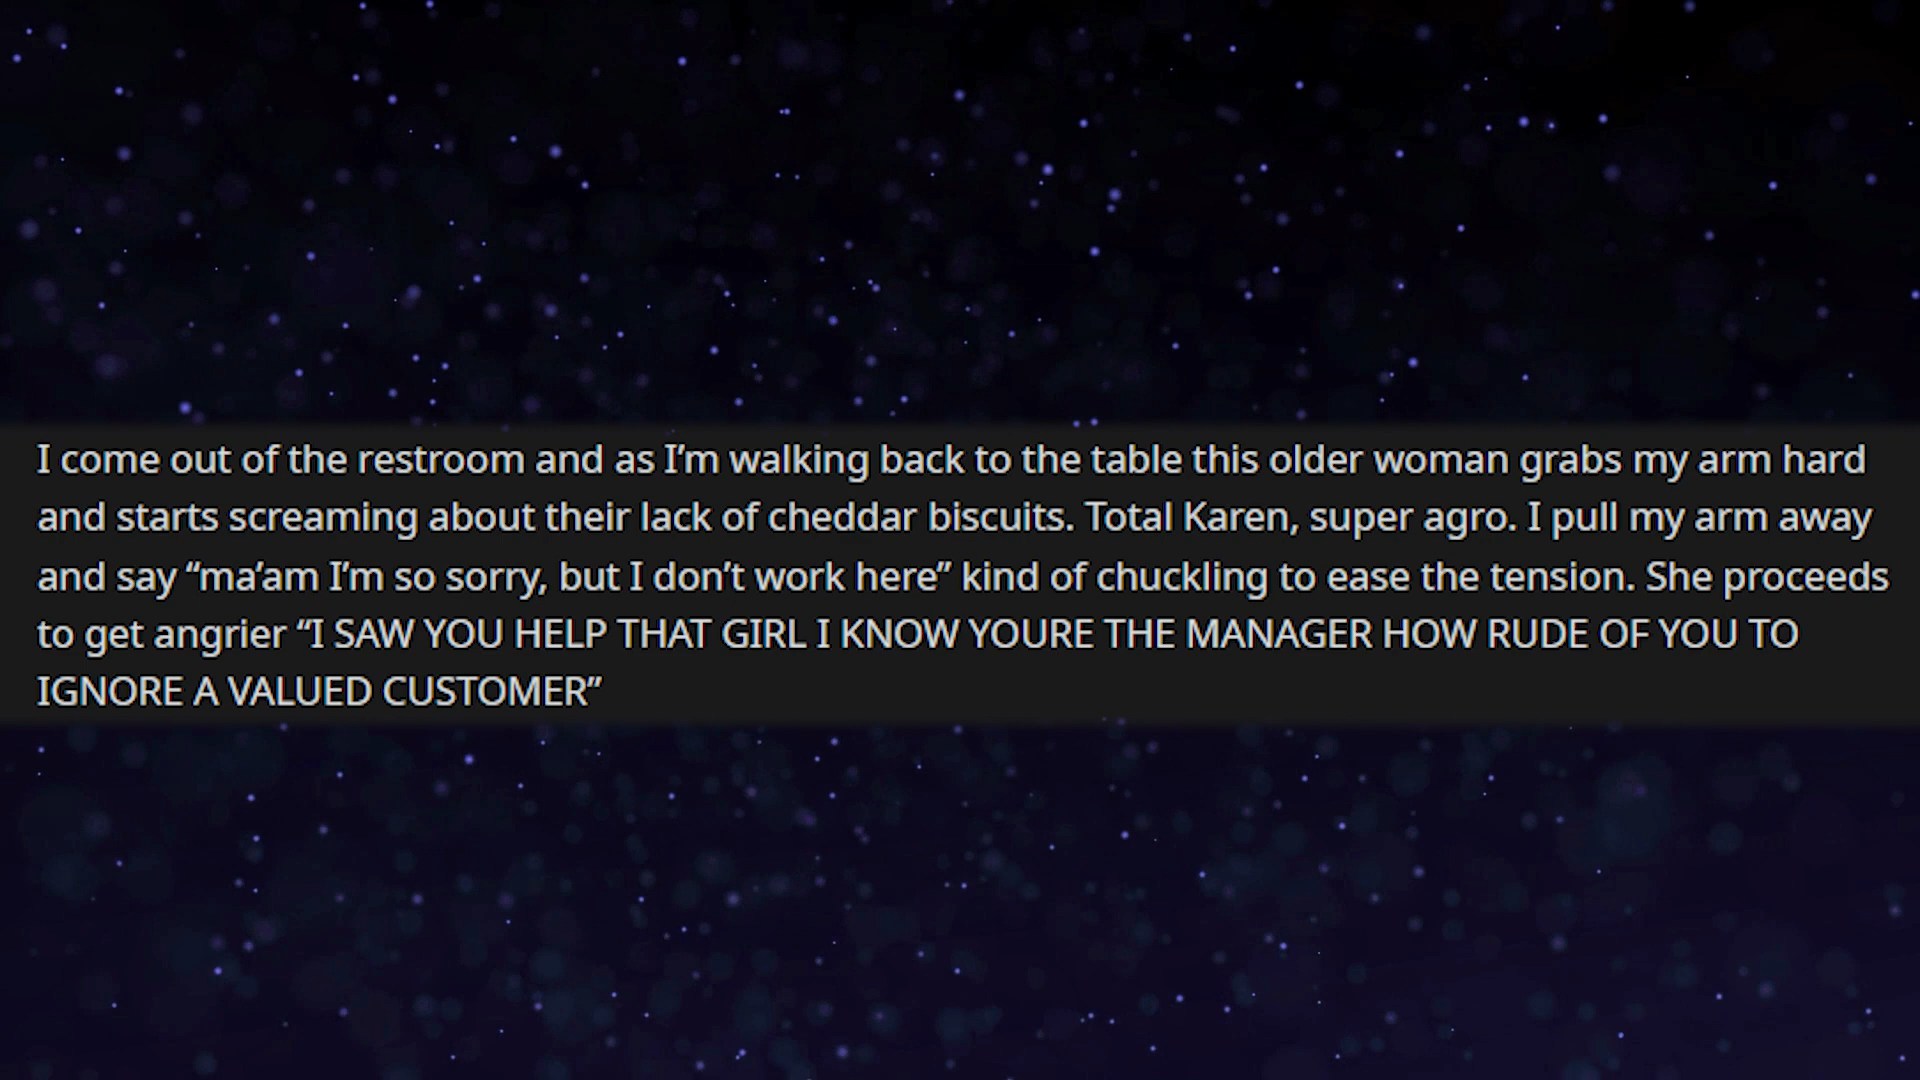 I come out of the restroom and as I’m walking back to the table this older woman grabs my arm hard
and starts screaming about their lack of cheddar biscuits. Total Karen, super agro. I pull my arm away
and say “ma’am I’m so sorry, but I don’t work here” kind of chuckling to ease the tension. She proceeds
to get angrier “I SAW YOU HELP THAT GIRL I KNOW YOURE THE MANAGER HOW RUDE OF YOU TO
IGNORE A VALUED CUSTOMER”